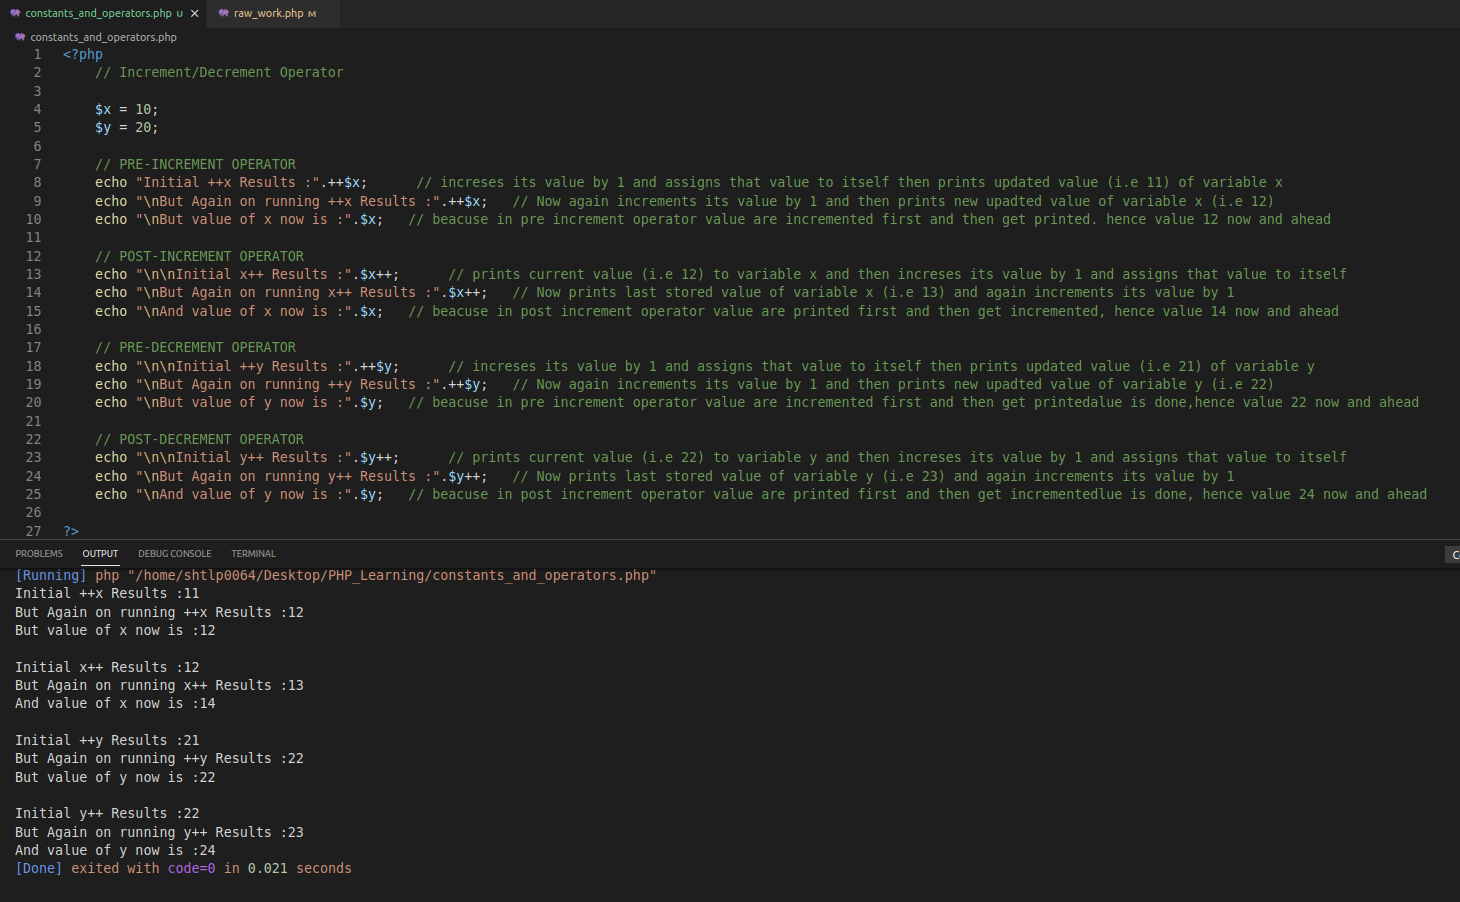 constants_and_operators.php U ×
raw_work.php M
constants_and_operators.php
1 <?php
2 // Increment/Decrement Operator
3
4 $x = 10;
5 $y = 20;
6
7 // PRE-INCREMENT OPERATOR
8 echo "Initial ++x Results :".++$x; // increses its value by 1 and assigns that value to itself then prints updated value (i.e 11) of variable x
9 echo "\nBut Again on running ++x Results :".++$x; // Now again increments its value by 1 and then prints new upadted value of variable x (i.e 12)
10 echo "\nBut value of x now is :".$x; // beacuse in pre increment operator value are incremented first and then get printed. hence value 12 now and ahead
11
12 // POST-INCREMENT OPERATOR
13 echo "\n\nInitial x++ Results :".$x++; // prints current value (i.e 12) to variable x and then increses its value by 1 and assigns that value to itself
14 echo "\nBut Again on running x++ Results :".$x++; // Now prints last stored value of variable x (i.e 13) and again increments its value by 1
15 echo "\nAnd value of x now is :".$x; // beacuse in post increment operator value are printed first and then get incremented, hence value 14 now and ahead
16
17 // PRE-DECREMENT OPERATOR
18 echo "\n\nInitial ++y Results :".++$y; // increses its value by 1 and assigns that value to itself then prints updated value (i.e 21) of variable y
19 echo "\nBut Again on running ++y Results :".++$y; // Now again increments its value by 1 and then prints new upadted value of variable y (i.e 22)
20 echo "\nBut value of y now is :".$y; // beacuse in pre increment operator value are incremented first and then get printedalue is done,hence value 22 now and ahead
21
22 // POST-DECREMENT OPERATOR
23 echo "\n\nInitial y++ Results :".$y++; // prints current value (i.e 22) to variable y and then increses its value by 1 and assigns that value to itself
24 echo "\nBut Again on running y++ Results :".$y++; // Now prints last stored value of variable y (i.e 23) and again increments its value by 1
25 echo "\nAnd value of y now is :".$y; // beacuse in post increment operator value are printed first and then get incrementedlue is done, hence value 24 now and ahead
26
27 ?>
PROBLEMS OUTPUT DEBUG CONSOLE TERMINAL
[Running] php "/home/shtlp0064/Desktop/PHP_Learning/constants_and_operators.php"
Initial ++x Results :11
But Again on running ++x Results :12
But value of x now is :12
Initial x++ Results :12
But Again on running x++ Results :13
And value of x now is :14
Initial ++y Results :21
But Again on running ++y Results :22
But value of y now is :22
Initial y++ Results :22
But Again on running y++ Results :23
And value of y now is :24
[Done] exited with code=0 in 0.021 seconds